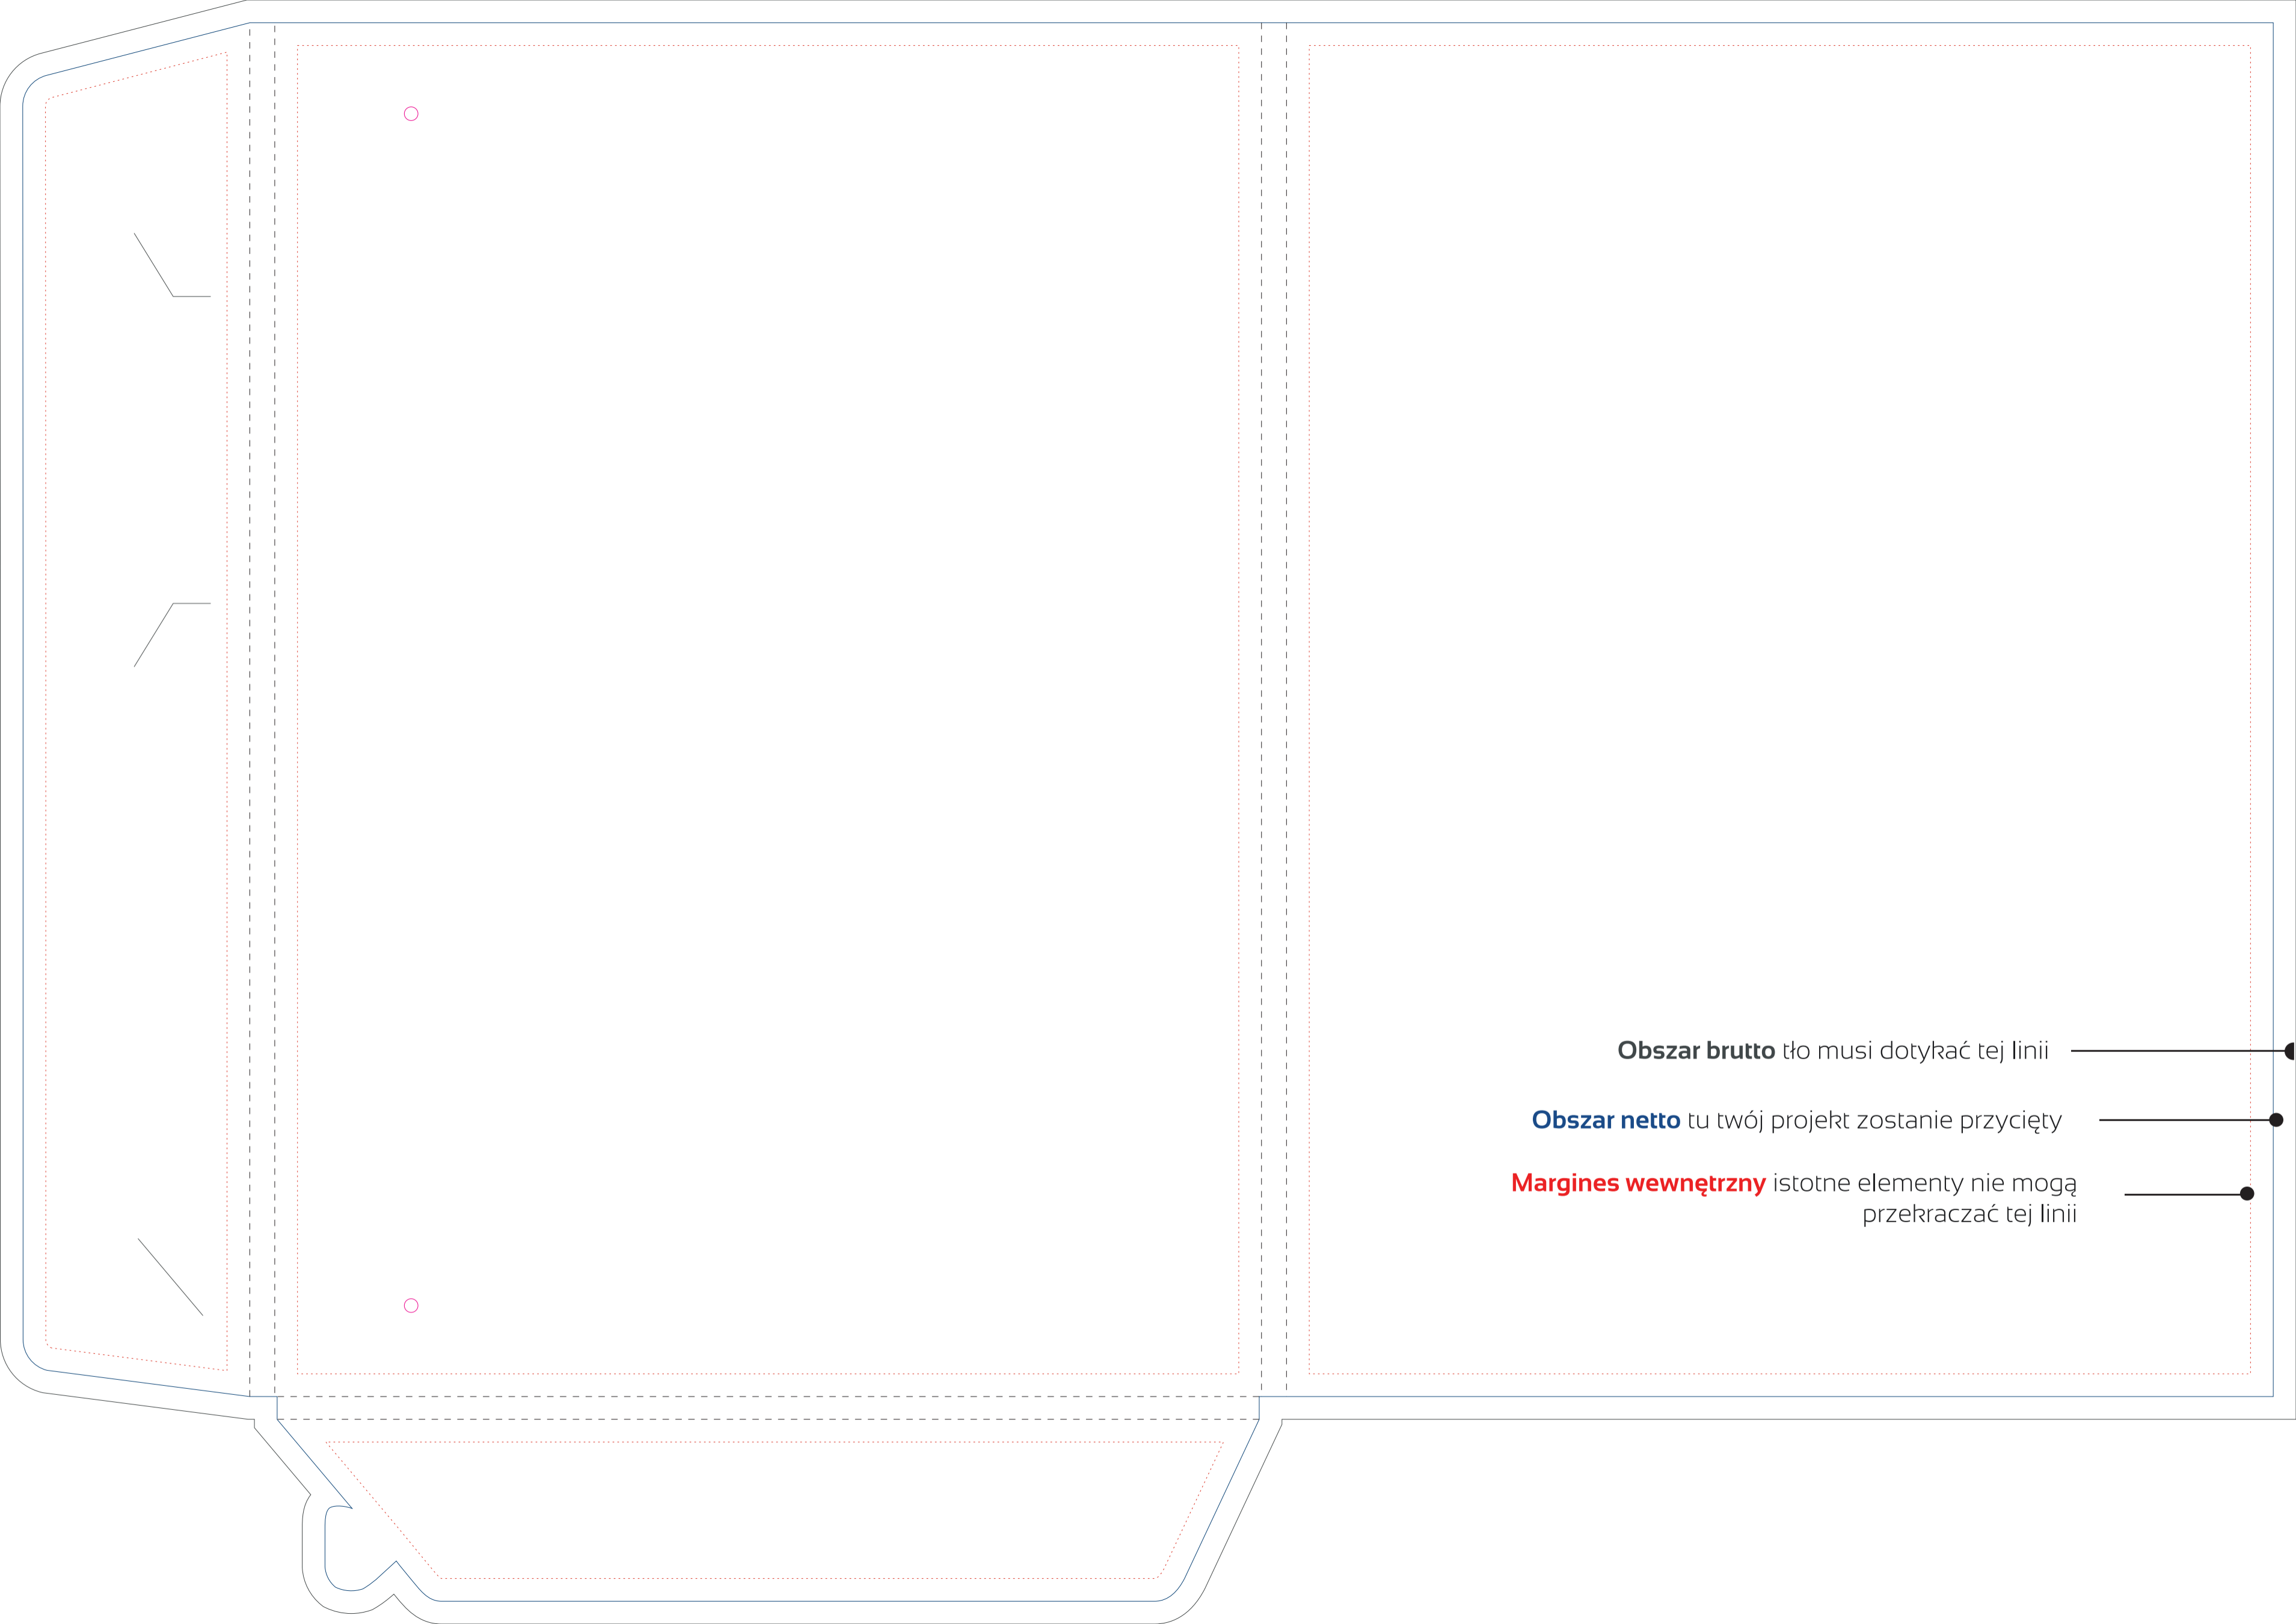 Obszar brutto tło musi dotykać tej linii
Obszar netto tu twój projekt zostanie przycięty
Margines wewnętrzny istotne elementy nie mogą
przekraczać tej linii